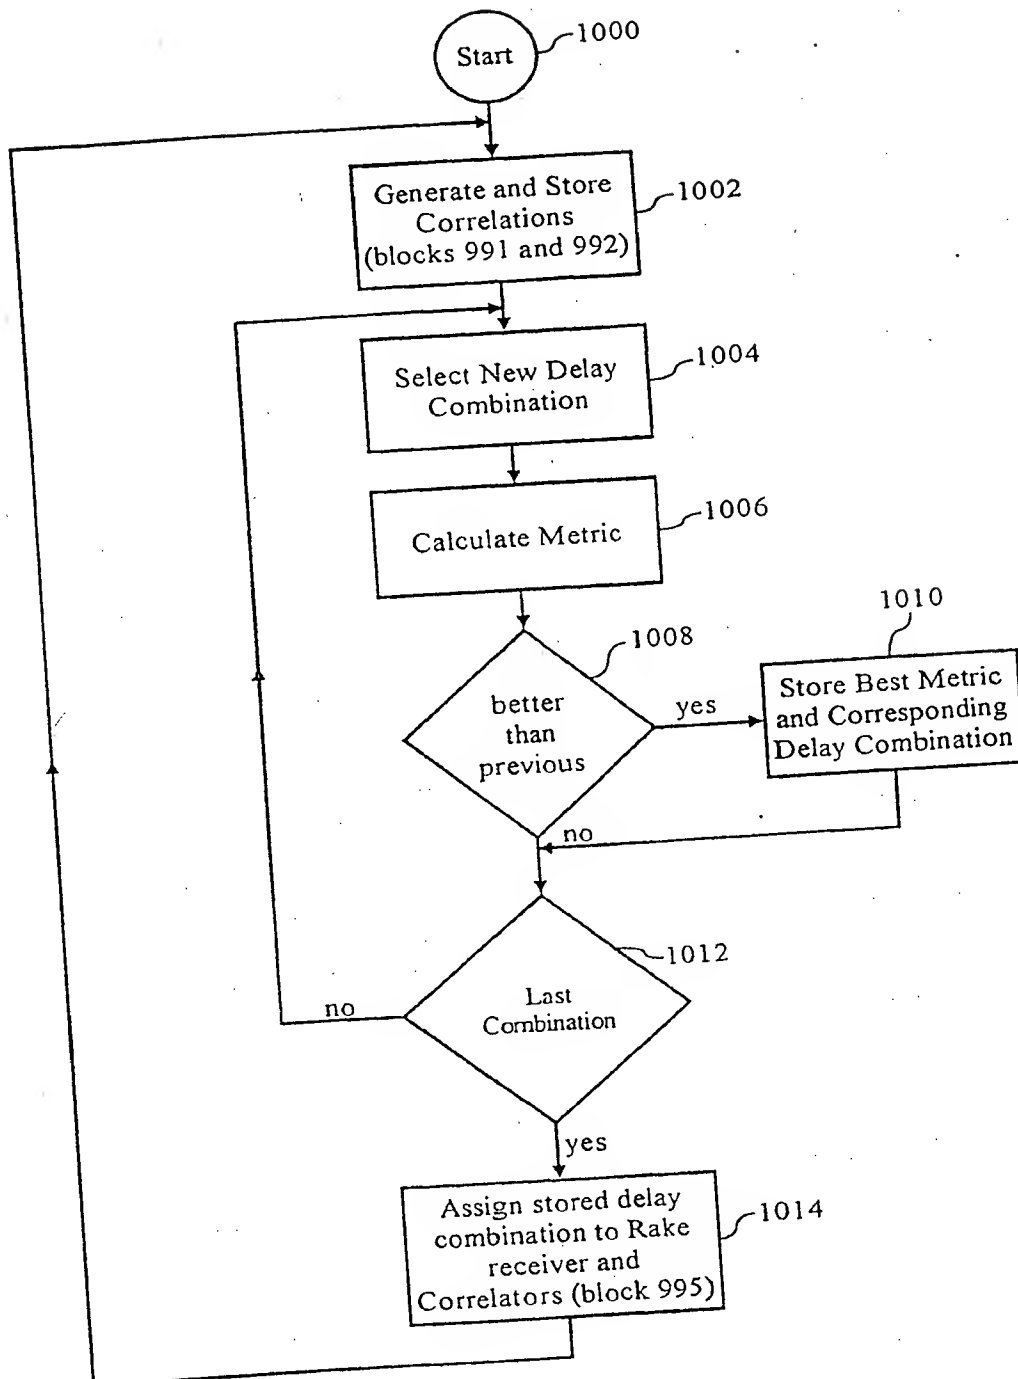 Start
1000
Generate and Store
Correlations
(blocks 991 and 992)
1002
Select New Delay
Combination
1004
Calculate Metric
1006
better
than
previous
1008
yes
1010
Store Best Metric
and Corresponding
Delay Combination
no
Last
Combination
1012
no
yes
Assign stored delay
combination to Rake
receiver and
Correlators (block 995)
1014